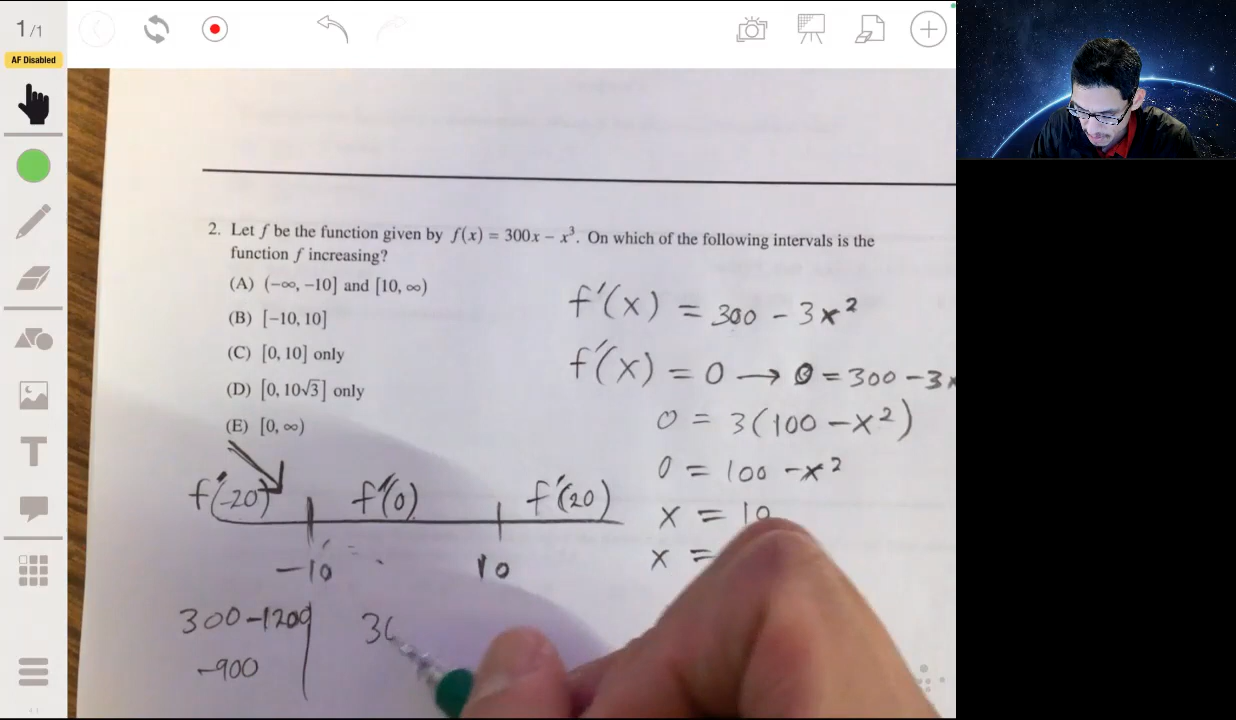 1/1
AF Disabled
2. Let f be the function given by f(x) = 300x − x³. On which of the following intervals is the
function f increasing?
(A) (−∞, −10] and [10, ∞)
(B) [−10, 10]
(C) [0, 10] only
(D) [0, 10√3] only
(E) [0, ∞)
f'(x) = 300 - 3x²
f'(x) = 0 → 0 = 300 - 3x
0 = 3(100 - x²)
0 = 100 - x²
x = 10
x =
f'(-20) f'(0) f'(20)
-10 10
300-1200
-900
30
T